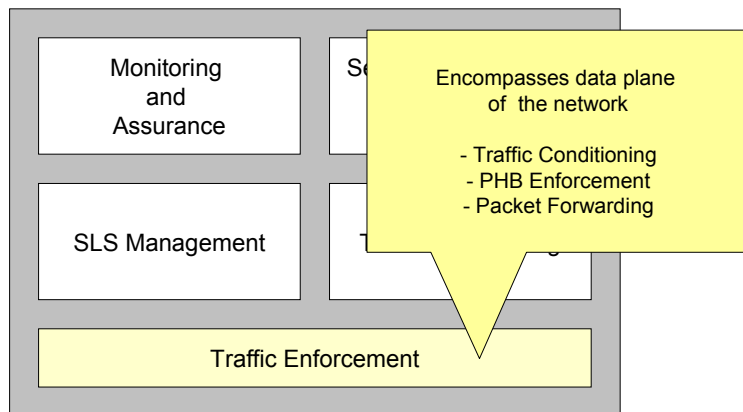 Monitoring
and
Assurance
Se
Encompasses data plane
of the network
- Traffic Conditioning
- PHB Enforcement
- Packet Forwarding
SLS Management
T
g
Traffic Enforcement